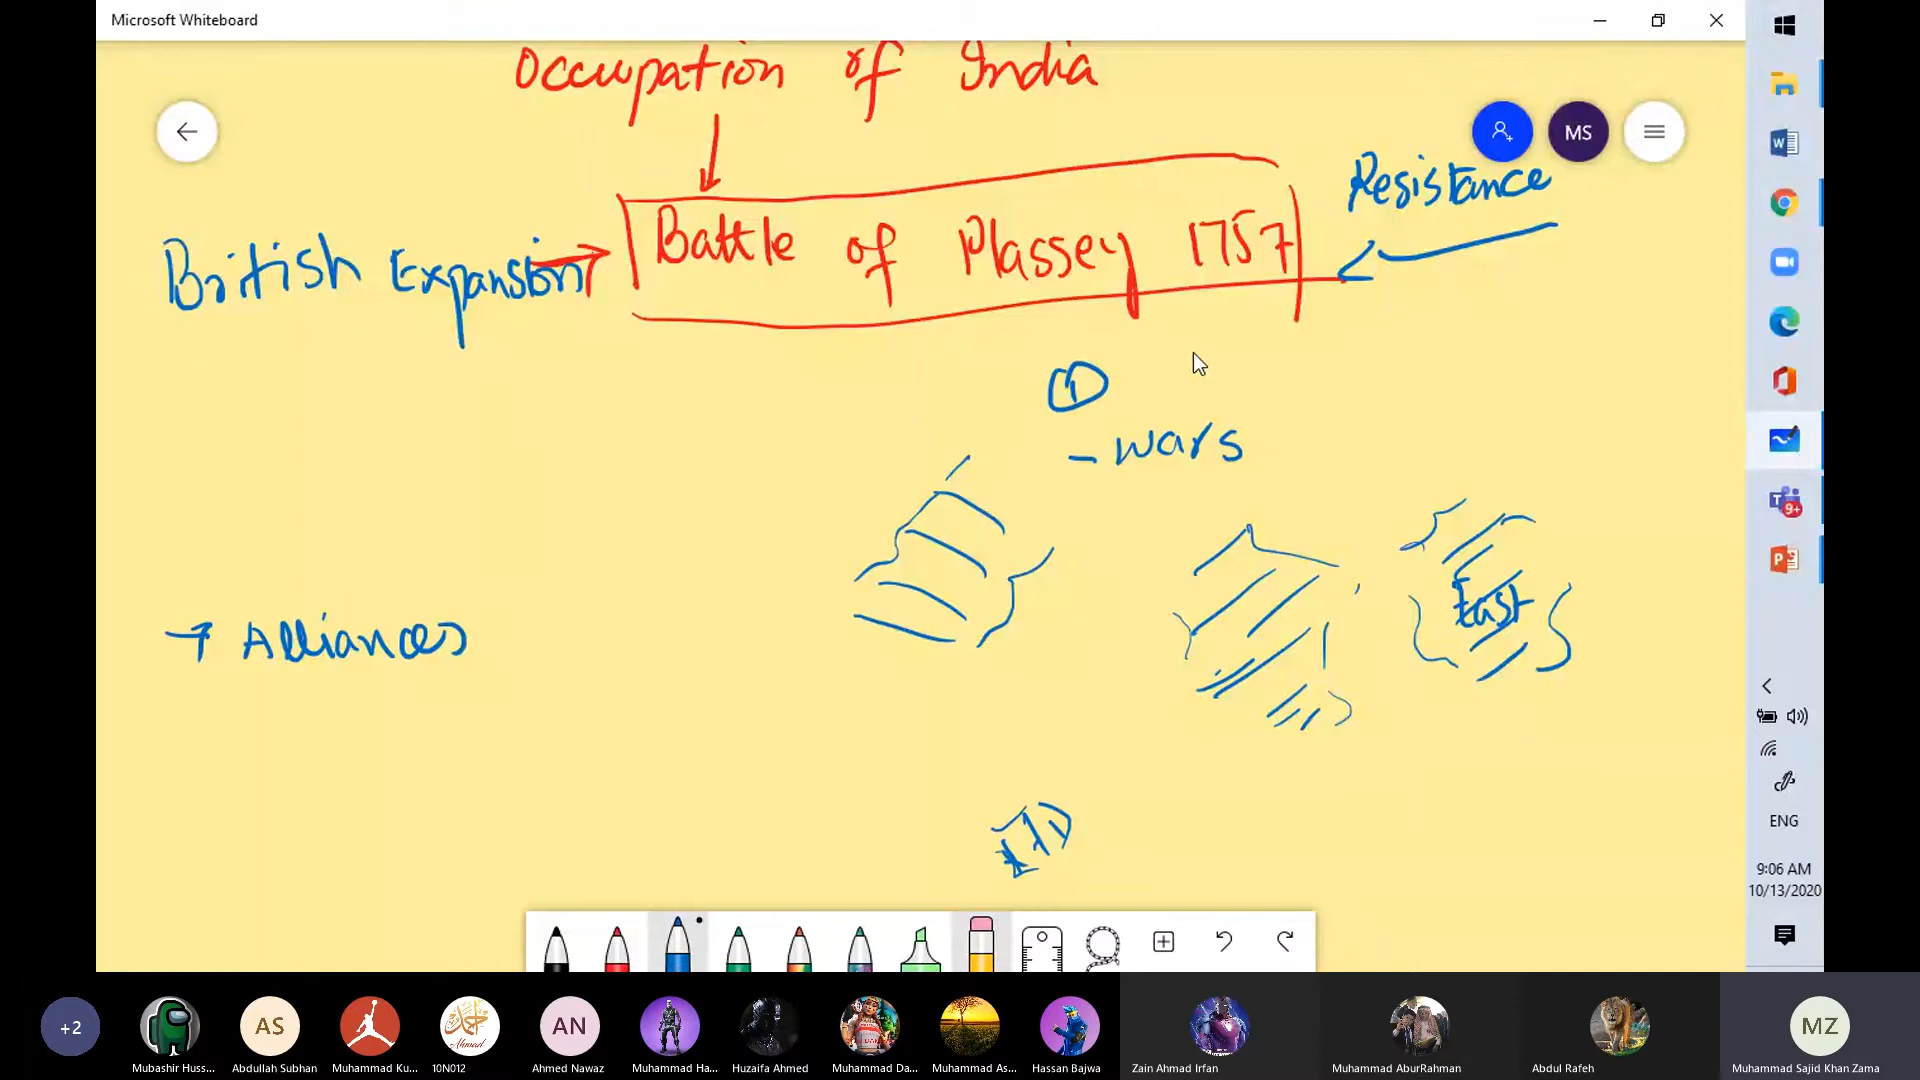 Microsoft Whiteboard
Occupation of India
MS
Resistance
Battle of Plassey 1757
British Expansion
①
- wars
East
→ Alliances
9+
ENG
9:06 AM
10/13/2020
+2
AS
AN
MZ
Mubashir Huss...
Abdullah Subhan
Muhammad Ku...
10N012
Ahmed Nawaz
Muhammad Ha...
Huzaifa Ahmed
Muhammad Da...
Muhammad As...
Hassan Bajwa
Zain Ahmad Irfan
Muhammad AburRahman
Abdul Rafeh
Muhammad Sajid Khan Zama